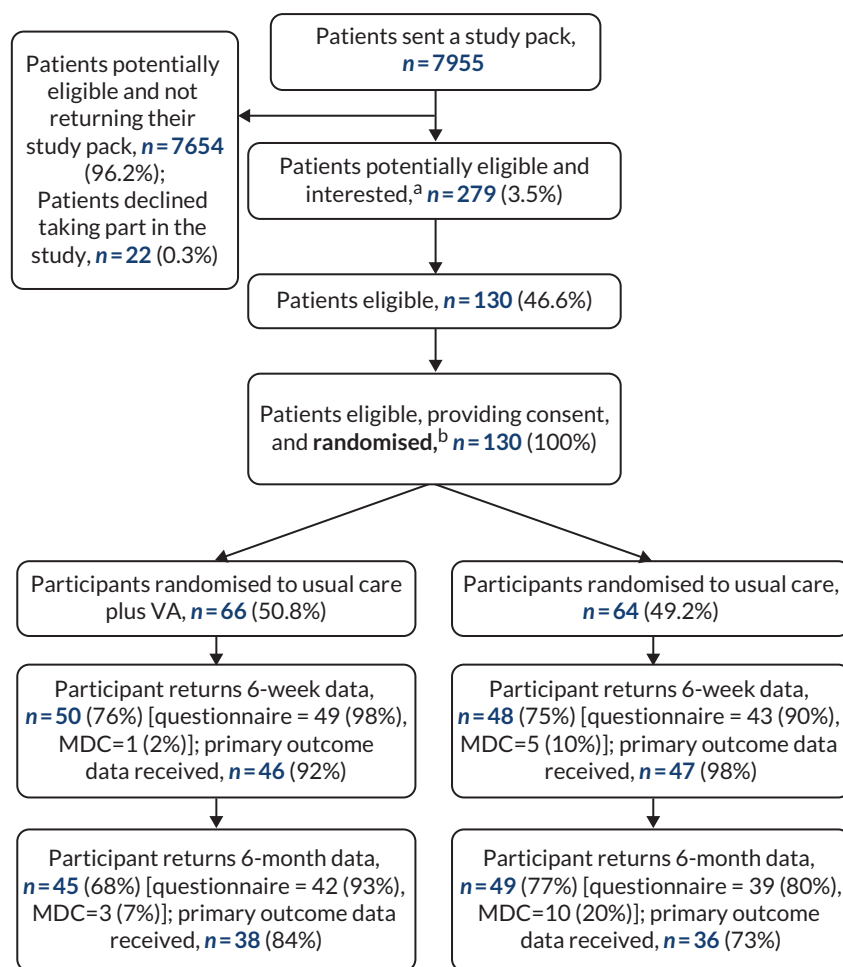 Patients sent a study pack,
n=7955
Patients potentially
eligible and not
returning their
study pack, n=7654
(96.2%);
Patients declined
taking part in the
study, n=22 (0.3%)
Patients potentially eligible and
interested,ᵃ n=279 (3.5%)
Patients eligible, n=130 (46.6%)
Patients eligible, providing consent,
and randomised,ᵇ n=130 (100%)
Participants randomised to usual care
plus VA, n=66 (50.8%)
Participants randomised to usual care,
n=64 (49.2%)
Participant returns 6-week data,
n=50 (76%) [questionnaire = 49 (98%),
MDC=1 (2%)]; primary outcome
data received, n=46 (92%)
Participant returns 6-week data,
n=48 (75%) [questionnaire = 43 (90%),
MDC=5 (10%)]; primary outcome
data received, n=47 (98%)
Participant returns 6-month data,
n=45 (68%) [questionnaire = 42 (93%),
MDC=3 (7%)]; primary outcome data
received, n=38 (84%)
Participant returns 6-month data,
n=49 (77%) [questionnaire = 39 (80%),
MDC=10 (20%)]; primary outcome
data received, n=36 (73%)